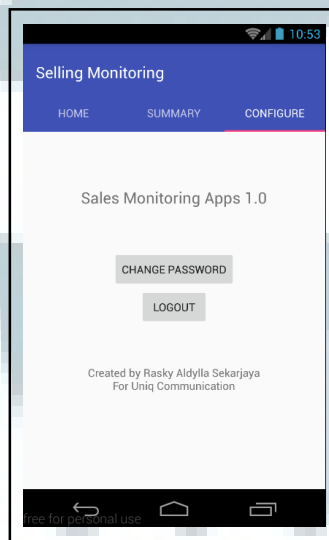 10:53
Selling Monitoring
HOME SUMMARY CONFIGURE
Sales Monitoring Apps 1.0
CHANGE PASSWORD
LOGOUT
Created by Rasky Aldylla Sekarjaya
For Uniq Communication
free for personal use